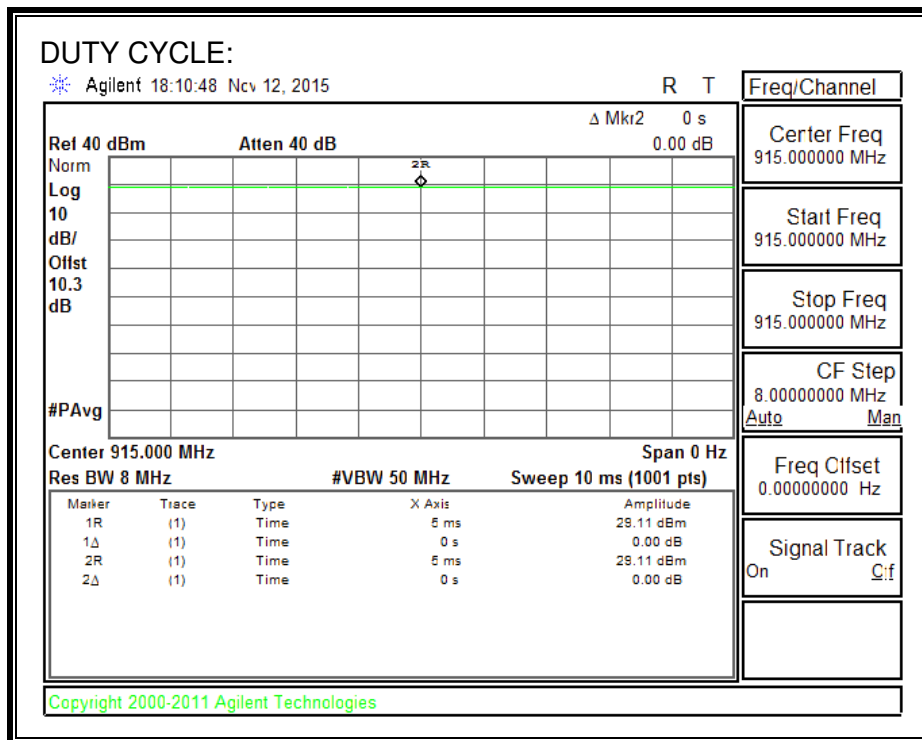 DUTY CYCLE:
Agilent 18:10:48 Nov 12, 2015 R T
Freq/Channel
Δ Mkr2 0 s
Ref 40 dBm Atten 40 dB 0.00 dB
Norm
Log
10
dB/
Offst
10.3
dB
#PAvg
2R
Center 915.000 MHz Span 0 Hz
Res BW 8 MHz #VBW 50 MHz Sweep 10 ms (1001 pts)
Marker Trace Type X Axis Amplitude
1R (1) Time 5 ms 29.11 dBm
1Δ (1) Time 0 s 0.00 dB
2R (1) Time 5 ms 29.11 dBm
2Δ (1) Time 0 s 0.00 dB
Center Freq
915.000000 MHz
Start Freq
915.000000 MHz
Stop Freq
915.000000 MHz
CF Step
8.00000000 MHz
Auto Man
Freq Offset
0.00000000 Hz
Signal Track
On Off
Copyright 2000-2011 Agilent Technologies